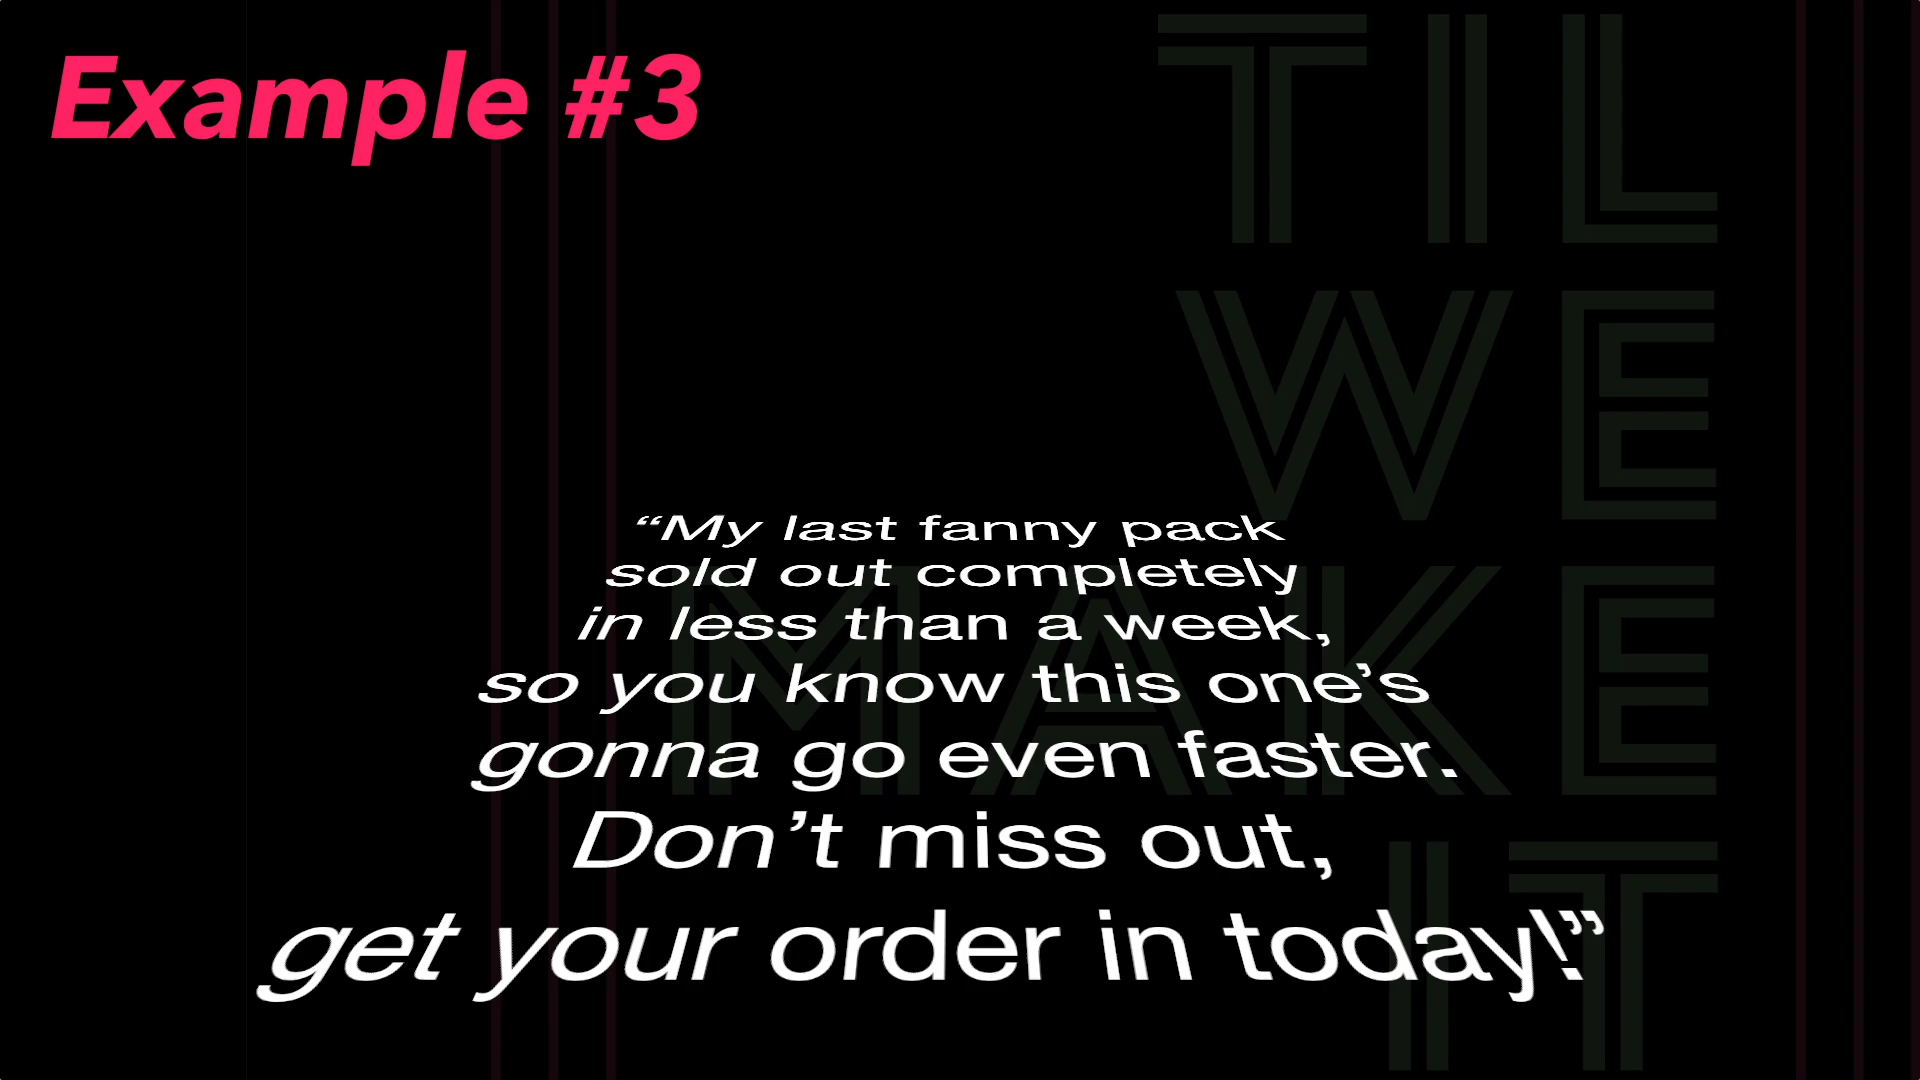 Example #3
TIL
WE
MAKE
IT
“My last fanny pack
sold out completely
in less than a week,
so you know this one’s
gonna go even faster.
Don’t miss out,
get your order in today!”